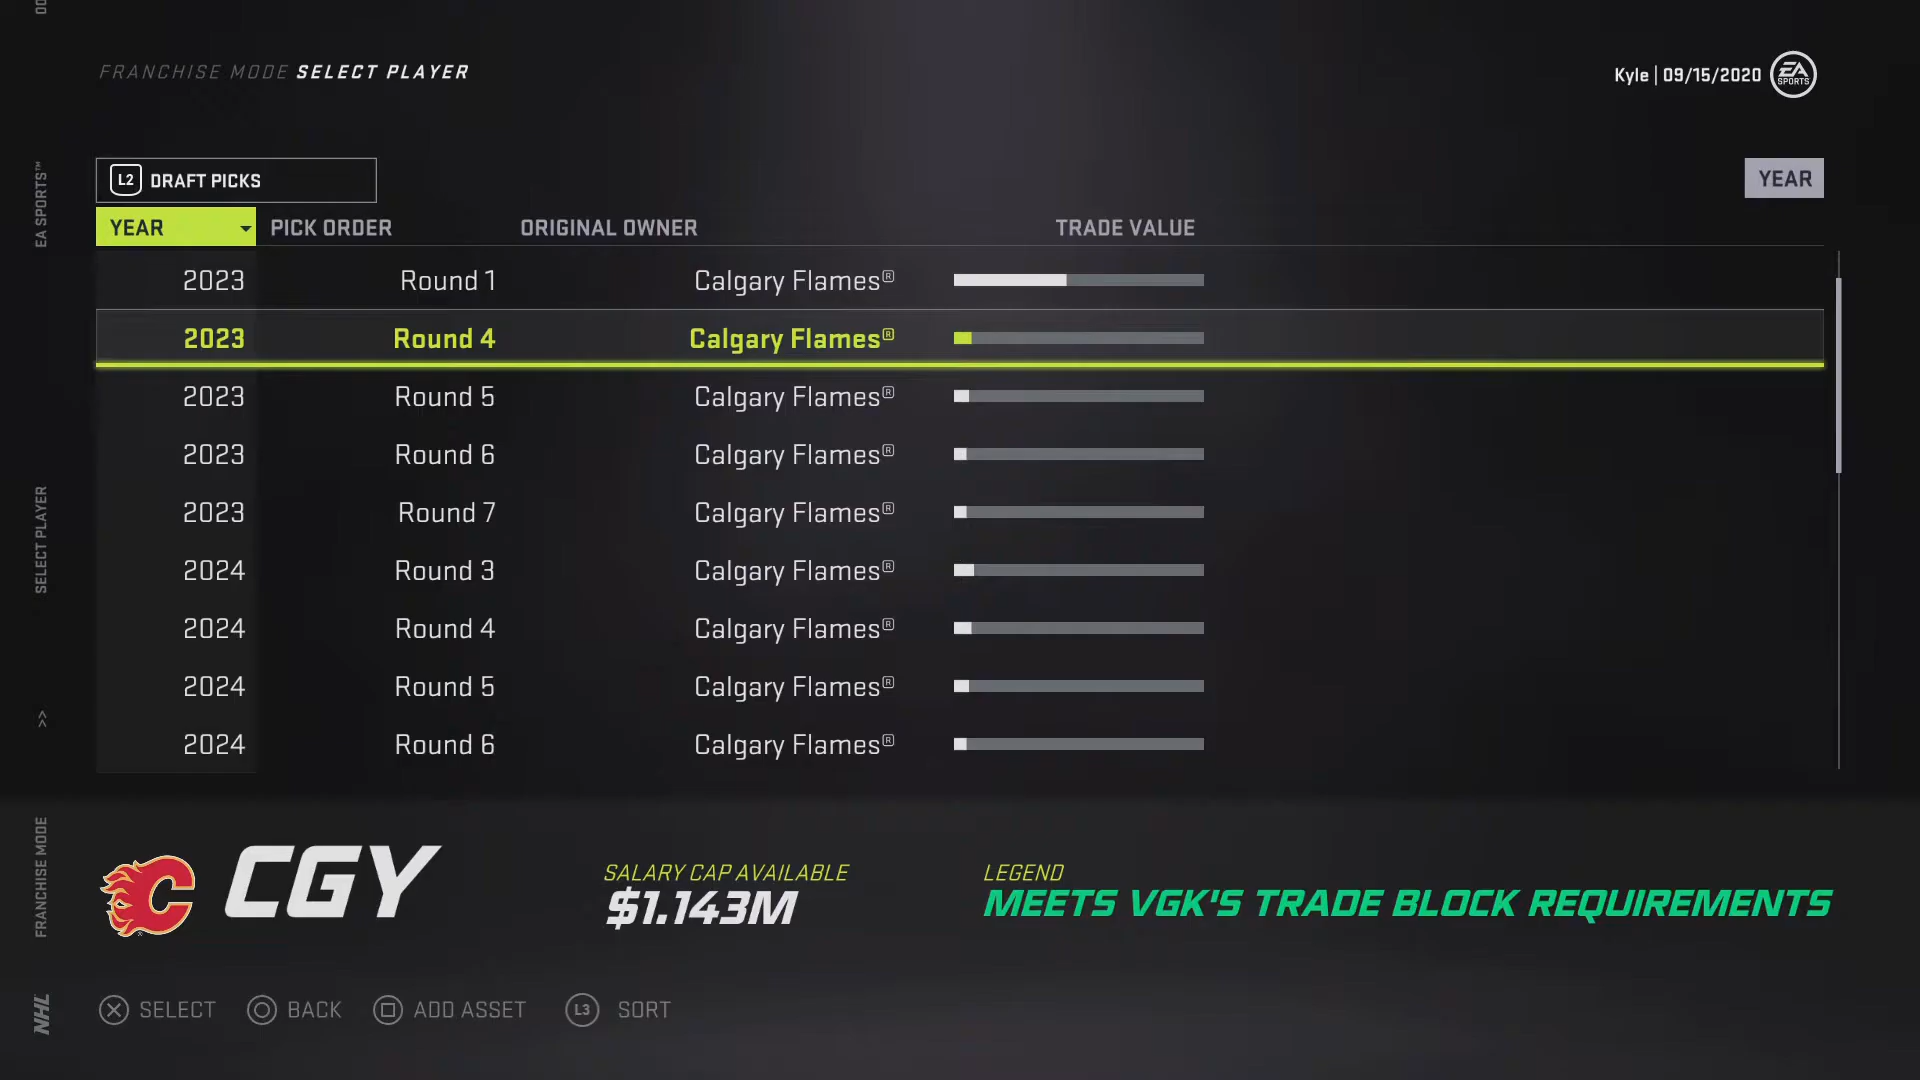 FRANCHISE MODE SELECT PLAYER
Kyle | 09/15/2020
EA SPORTS
L2 DRAFT PICKS
YEAR
YEAR PICK ORDER ORIGINAL OWNER TRADE VALUE
2023 Round 1 Calgary Flames®
2023 Round 4 Calgary Flames®
2023 Round 5 Calgary Flames®
2023 Round 6 Calgary Flames®
2023 Round 7 Calgary Flames®
2024 Round 3 Calgary Flames®
2024 Round 4 Calgary Flames®
2024 Round 5 Calgary Flames®
2024 Round 6 Calgary Flames®
CGY
SALARY CAP AVAILABLE
$1.143M
LEGEND
MEETS VGK'S TRADE BLOCK REQUIREMENTS
SELECT BACK ADD ASSET L3 SORT
NHL
FRANCHISE MODE
>>
SELECT PLAYER
EA SPORTS™